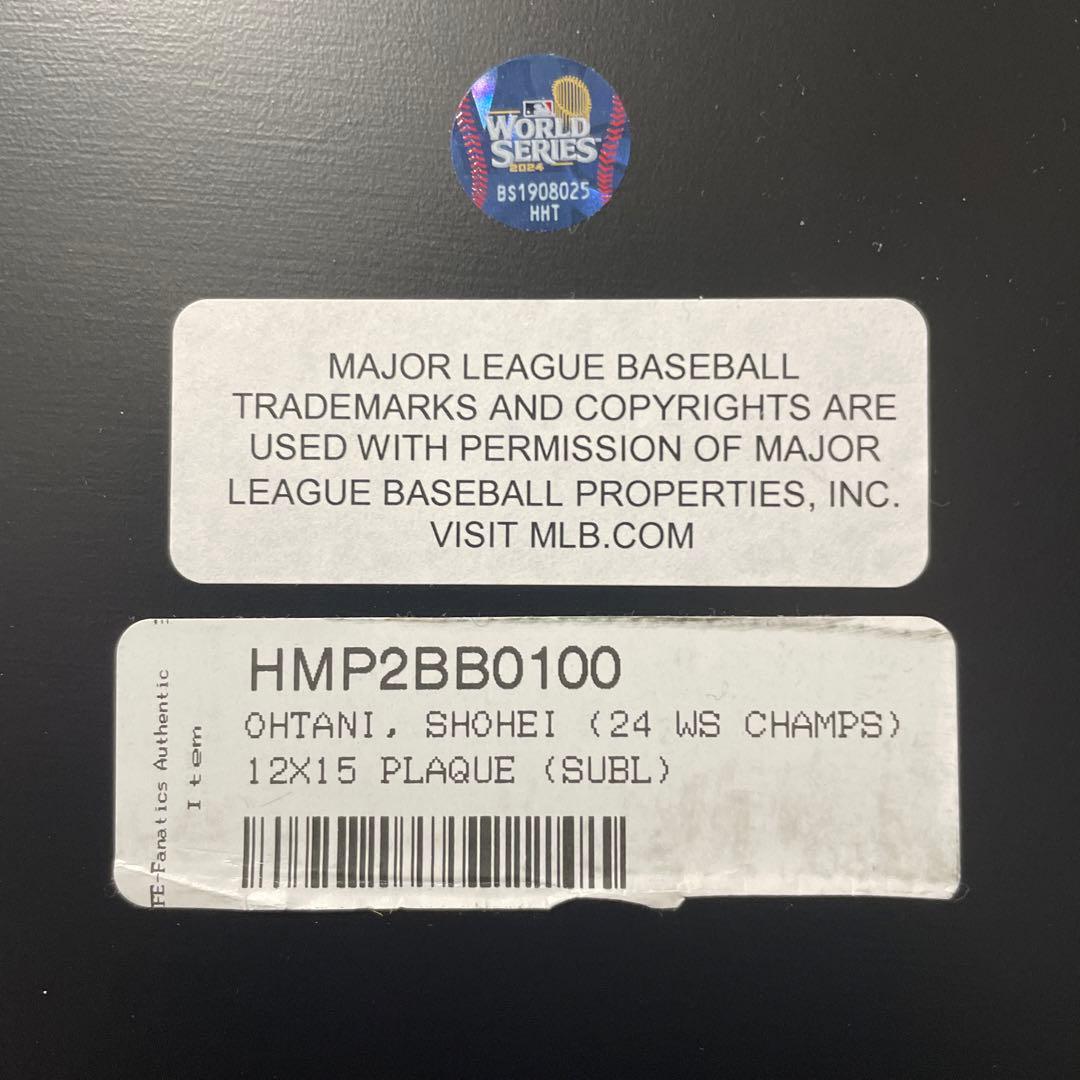 WORLD
SERIES
2024
BS1908025
HHT
MAJOR LEAGUE BASEBALL
TRADEMARKS AND COPYRIGHTS ARE
USED WITH PERMISSION OF MAJOR
LEAGUE BASEBALL PROPERTIES, INC.
VISIT MLB.COM
FE-Fanatics Authentic
Item
HMP2BB0100
OHTANI, SHOHEI (24 WS CHAMPS)
12X15 PLAQUE (SUBL)